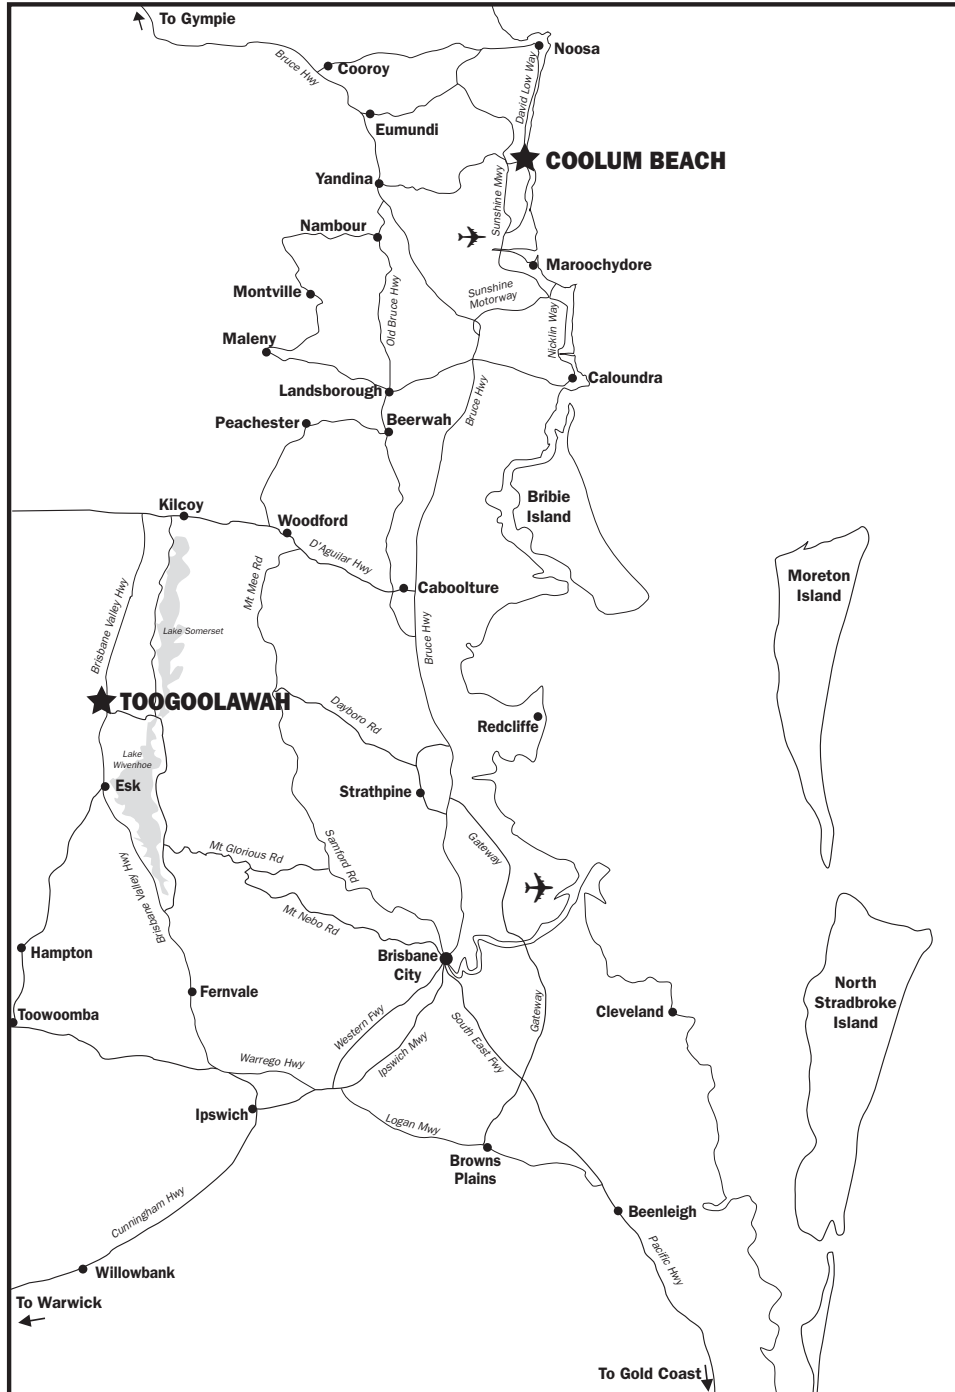 To Gympie
Noosa
Bruce Hwy
Cooroy
David Low Way
Eumundi
COOLUM BEACH
Yandina
Sunshine Mwy
Nambour
Maroochydore
Montville
Sunshine
Motorway
Old Bruce Hwy
Nicklin Way
Maleny
Caloundra
Landsborough
Bruce Hwy
Peachester
Beerwah
Kilcoy
Bribie
Island
Woodford
D'Aguilar Hwy
Mt Mee Rd
Caboolture
Moreton
Island
Brisbane Valley Hwy
Lake Somerset
Bruce Hwy
TOOGOOLAWAH
Dayboro Rd
Redcliffe
Lake
Wivenhoe
Esk
Strathpine
Mt Glorious Rd
Samford Rd
Gateway
Brisbane Valley Hwy
Mt Nebo Rd
Hampton
Brisbane
City
Fernvale
North
Stradbroke
Island
Toowoomba
Cleveland
Western Fwy
Ipswich Mwy
South East Fwy
Gateway
Warrego Hwy
Ipswich
Logan Mwy
Browns
Plains
Cunningham Hwy
Beenleigh
Pacific Hwy
Willowbank
To Warwick
To Gold Coast